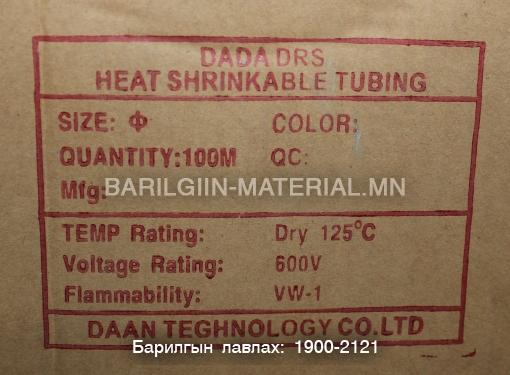 DADA DRS
HEAT SHRINKABLE TUBING
SIZE: Φ COLOR:
QUANTITY:100M QC:
Mfg:
BARILGIIN-MATERIAL.MN
TEMP Rating: Dry 125°C
Voltage Rating: 600V
Flammability: VW-1
DAAN TEGHNOLOGY CO.LTD
Барилгын лавлах: 1900-2121